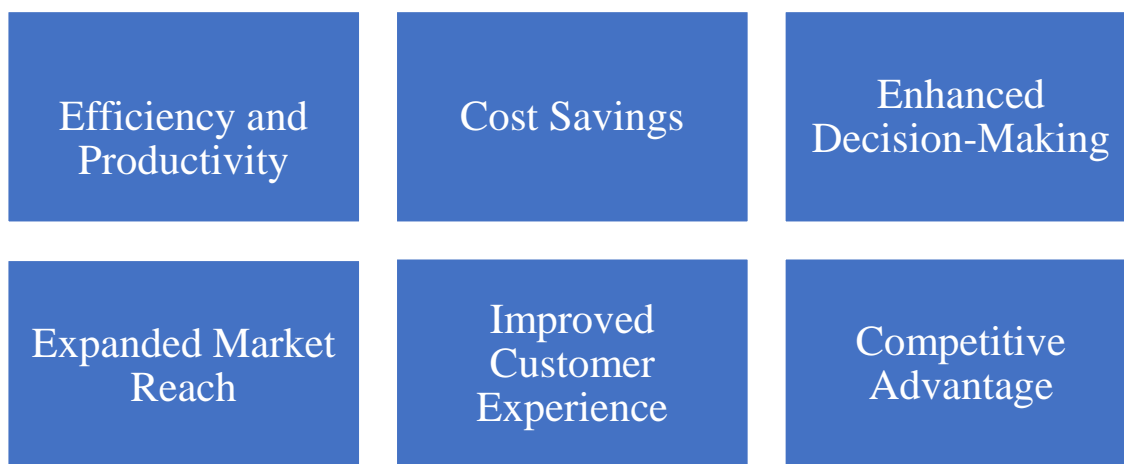 Efficiency and
Productivity
Cost Savings
Enhanced
Decision-Making
Expanded Market
Reach
Improved
Customer
Experience
Competitive
Advantage